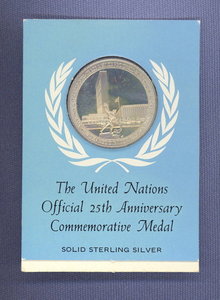 The United Nations
Official 25th Anniversary
Commemorative Medal
SOLID STERLING SILVER